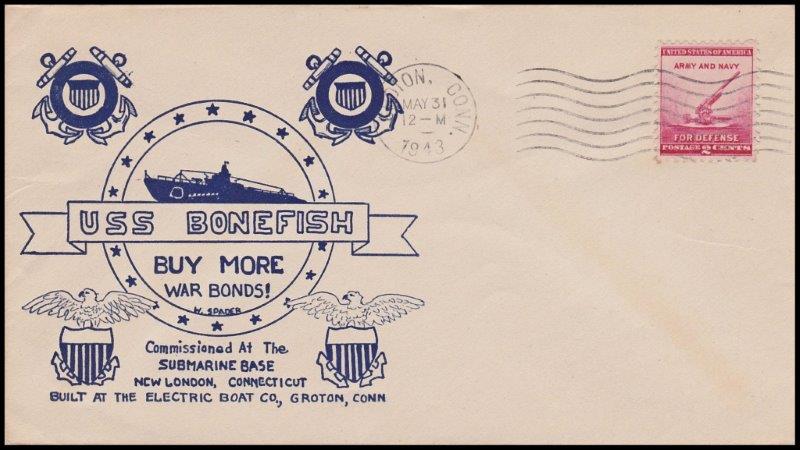 USS BONEFISH
BUY MORE
WAR BONDS!
W. SPADER
Commissioned At The
SUBMARINE BASE
NEW LONDON, CONNECTICUT
BUILT AT THE ELECTRIC BOAT CO., GROTON, CONN
GROTON, CONN.
MAY 31
12-M
1943
UNITED STATES OF AMERICA
ARMY AND NAVY
FOR DEFENSE
POSTAGE 2 CENTS